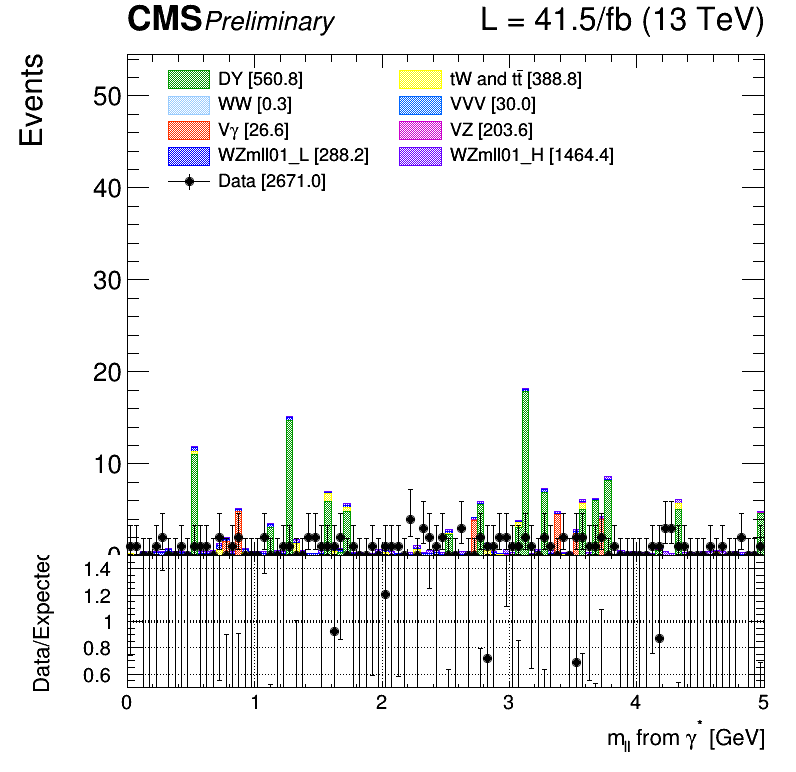 CMS Preliminary L = 41.5/fb (13 TeV)
Events
DY [560.8] tW and tt̄ [388.8]
WW [0.3] VVV [30.0]
Vγ [26.6] VZ [203.6]
WZmll01_L [288.2] WZmll01_H [1464.4]
Data [2671.0]
50
40
30
20
10
0
Data/Expected
1.4
1.2
1
0.8
0.6
0 1 2 3 4 5
m_ll from γ* [GeV]